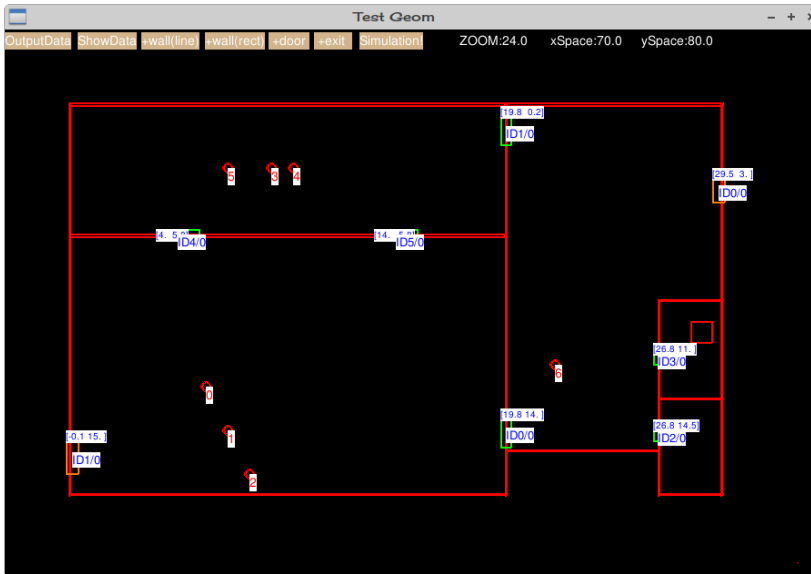 Test Geom
OutputData ShowData +wall(line) +wall(rect) +door +exit Simulation! ZOOM:24.0 xSpace:70.0 ySpace:80.0
[19.8 0.2]
ID1/0
5 3 4
[29.5 3. ]
ID0/0
ID4/0
ID5/0
[26.8 11. ]
ID3/0
6
0
[19.8 14. ]
ID0/0
[26.8 14.5]
ID2/0
1
[-0.1 15. ]
ID1/0
2